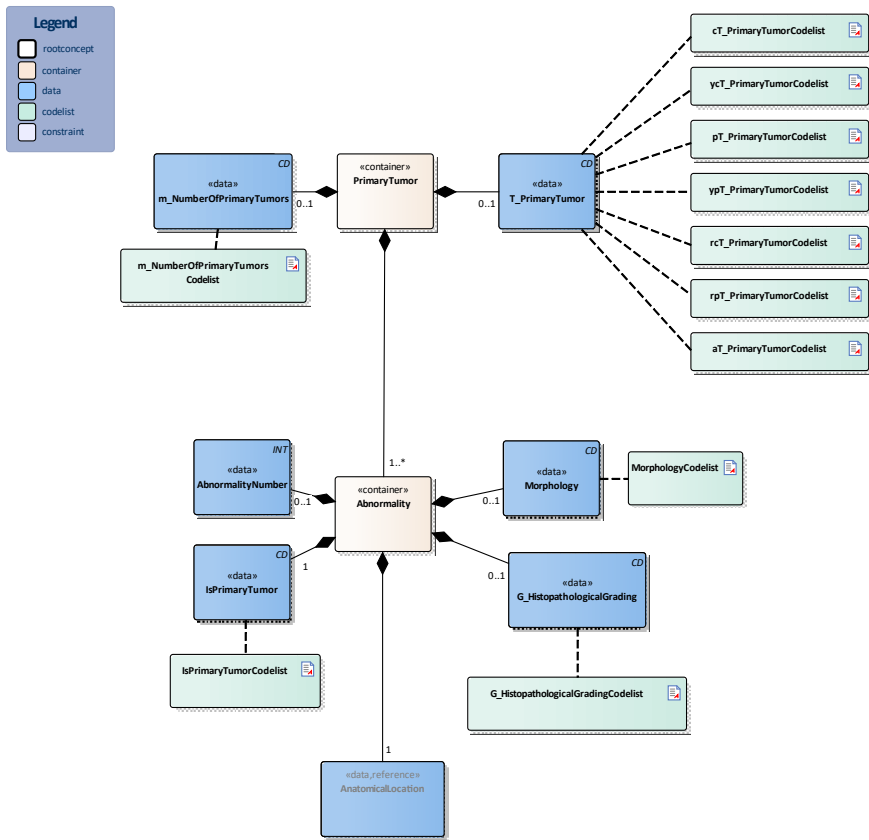 Legend
rootconcept
container
data
codelist
constraint
cT_PrimaryTumorCodelist
ycT_PrimaryTumorCodelist
pT_PrimaryTumorCodelist
ypT_PrimaryTumorCodelist
rcT_PrimaryTumorCodelist
rpT_PrimaryTumorCodelist
aT_PrimaryTumorCodelist
CD
«data»
m_NumberOfPrimaryTumors
0..1
«container»
PrimaryTumor
CD
«data»
T_PrimaryTumor
0..1
m_NumberOfPrimaryTumors
Codelist
1..*
INT
«data»
AbnormalityNumber
0..1
«container»
Abnormality
CD
«data»
Morphology
0..1
MorphologyCodelist
CD
«data»
IsPrimaryTumor
1
CD
«data»
G_HistopathologicalGrading
0..1
IsPrimaryTumorCodelist
G_HistopathologicalGradingCodelist
1
«data,reference»
AnatomicalLocation